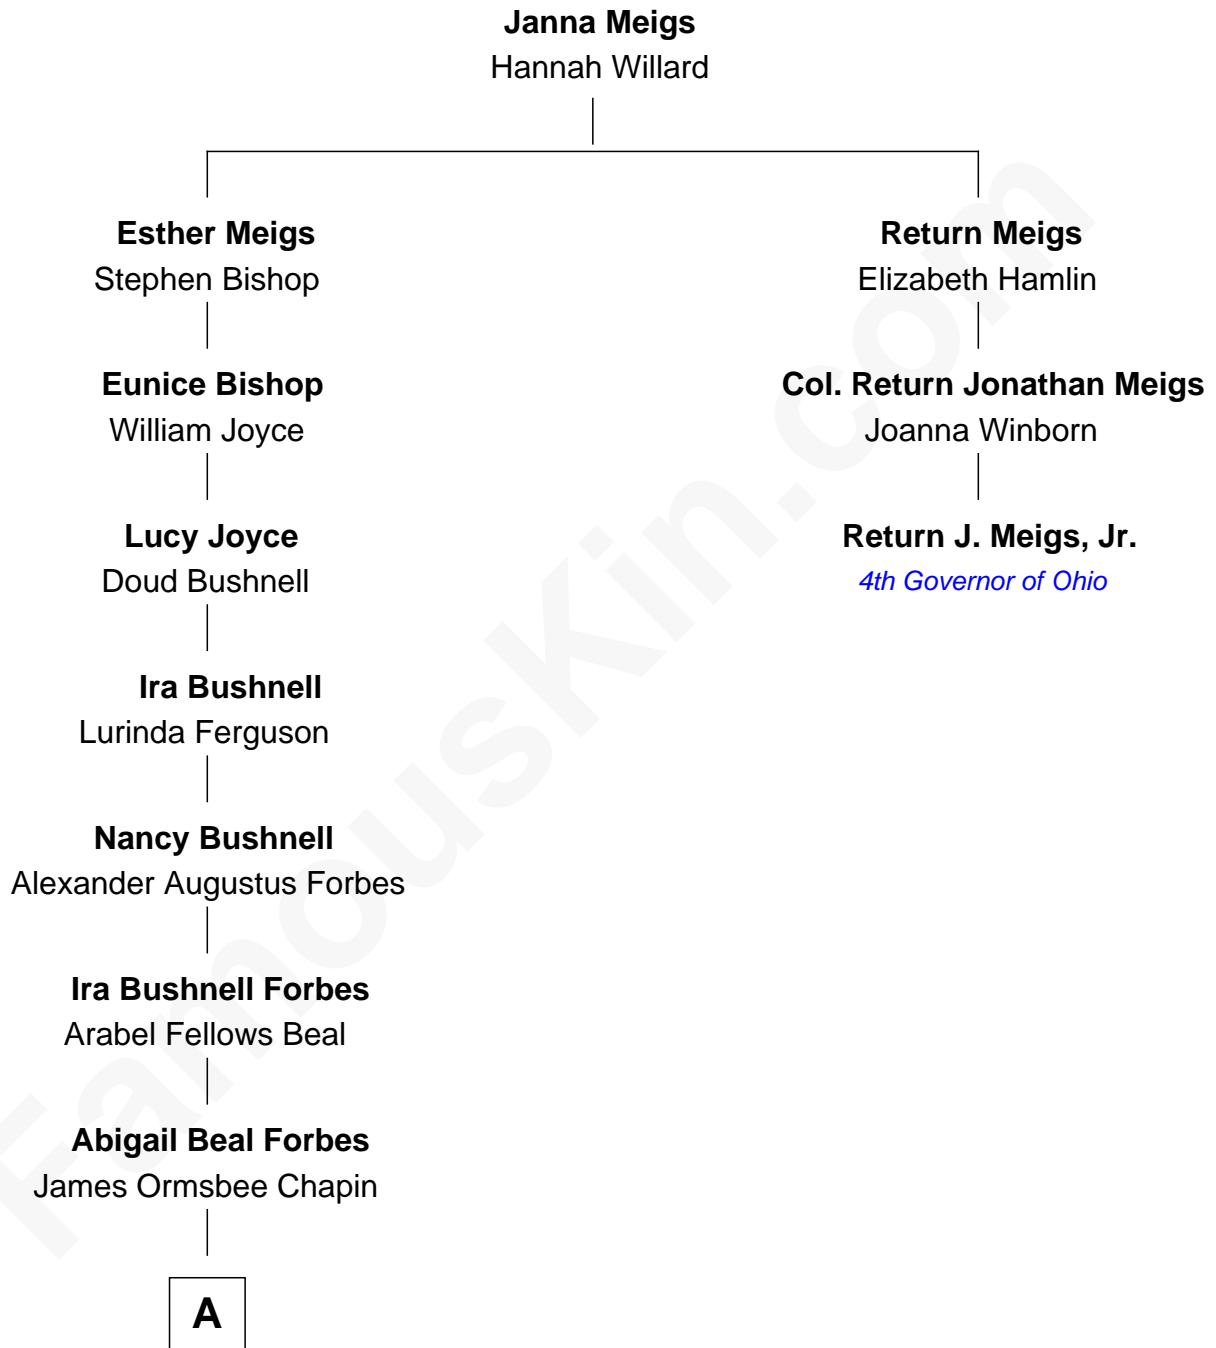 Janna Meigs
Hannah Willard
Esther Meigs
Stephen Bishop
Return Meigs
Elizabeth Hamlin
Eunice Bishop
William Joyce
Col. Return Jonathan Meigs
Joanna Winborn
Lucy Joyce
Doud Bushnell
Return J. Meigs, Jr.
4th Governor of Ohio
Ira Bushnell
Lurinda Ferguson
Nancy Bushnell
Alexander Augustus Forbes
Ira Bushnell Forbes
Arabel Fellows Beal
Abigail Beal Forbes
James Ormsbee Chapin
A
FamousKin.com